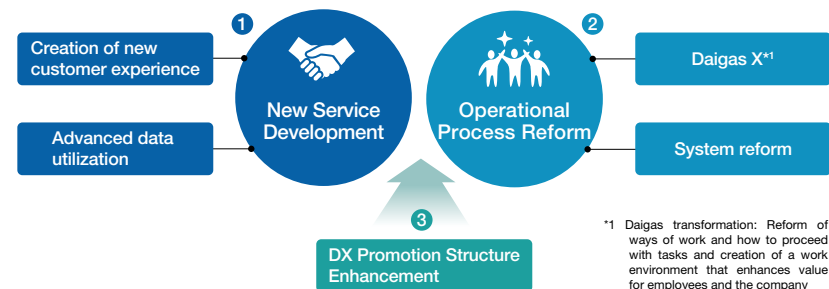 1
Creation of new
customer experience
Advanced data
utilization
New Service
Development
2
Operational
Process Reform
Daigas X*1
System reform
3
DX Promotion Structure
Enhancement
*1 Daigas transformation: Reform of
ways of work and how to proceed
with tasks and creation of a work
environment that enhances value
for employees and the company